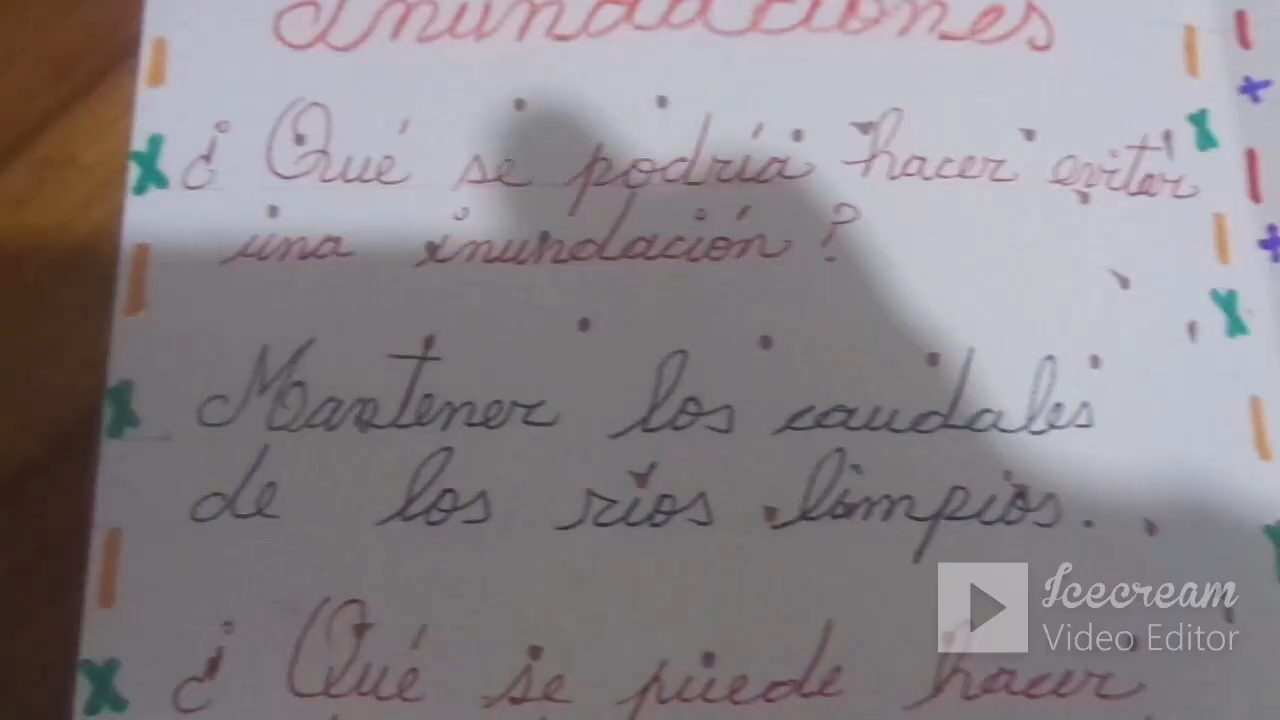 Inundaciones
¿Qué se podría hacer evitar
una inundación?
Mantener los caudales
de los ríos limpios.
¿Qué se puede hacer
Icecream
Video Editor